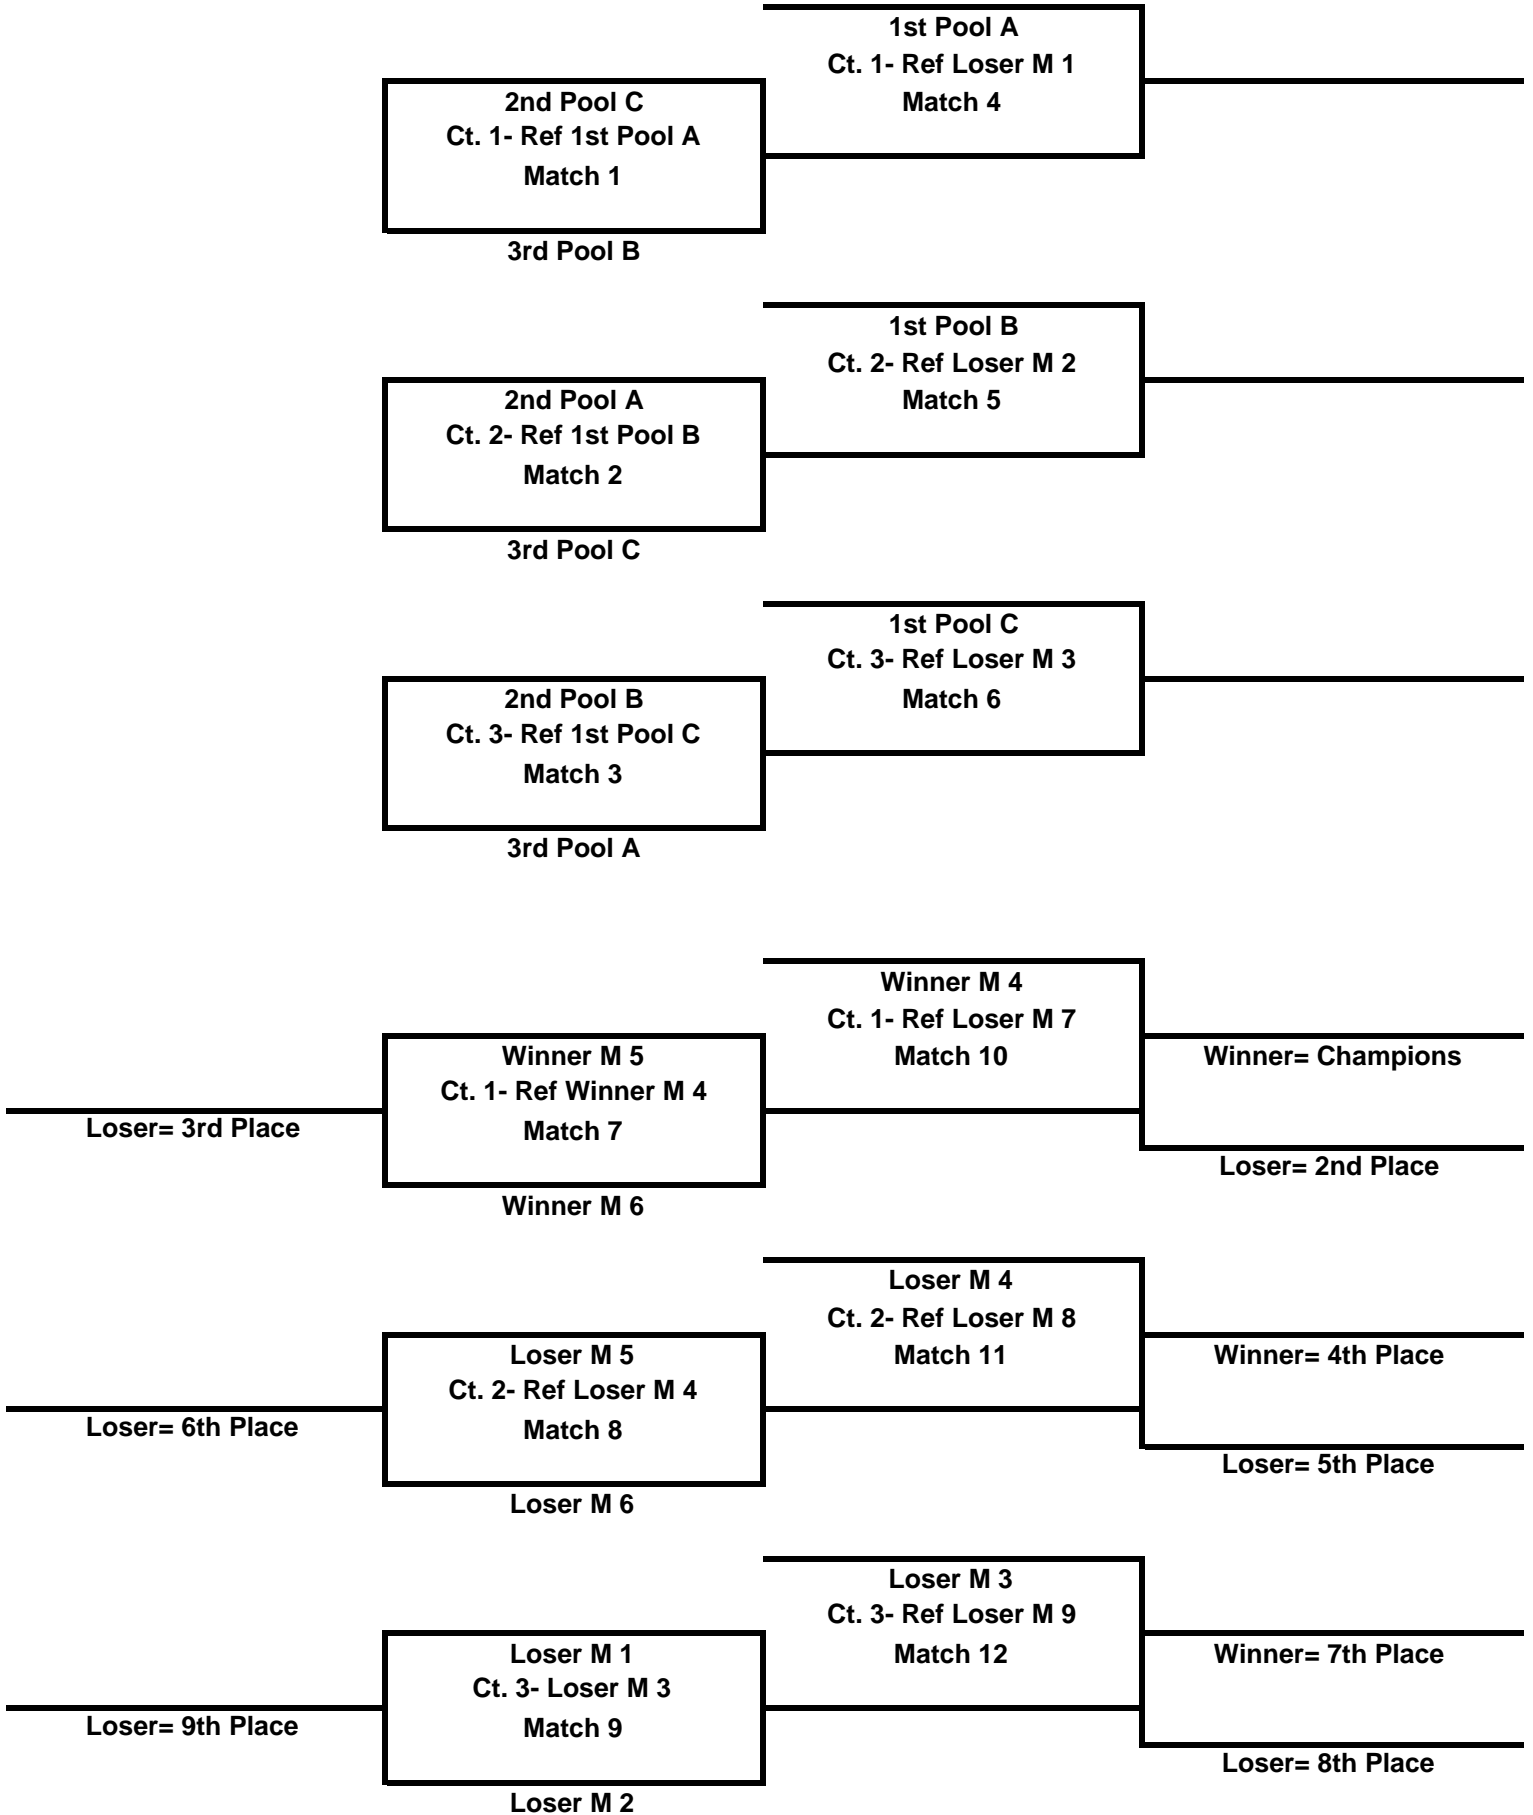 1st Pool A
Ct. 1- Ref Loser M 1
Match 4
2nd Pool C
Ct. 1- Ref 1st Pool A
Match 1
3rd Pool B
1st Pool B
Ct. 2- Ref Loser M 2
Match 5
2nd Pool A
Ct. 2- Ref 1st Pool B
Match 2
3rd Pool C
1st Pool C
Ct. 3- Ref Loser M 3
Match 6
2nd Pool B
Ct. 3- Ref 1st Pool C
Match 3
3rd Pool A
Winner M 4
Ct. 1- Ref Loser M 7
Match 10
Winner= Champions
Loser= 2nd Place
Winner M 5
Ct. 1- Ref Winner M 4
Match 7
Loser= 3rd Place
Winner M 6
Loser M 4
Ct. 2- Ref Loser M 8
Match 11
Winner= 4th Place
Loser= 5th Place
Loser M 5
Ct. 2- Ref Loser M 4
Match 8
Loser= 6th Place
Loser M 6
Loser M 3
Ct. 3- Ref Loser M 9
Match 12
Winner= 7th Place
Loser= 8th Place
Loser M 1
Ct. 3- Loser M 3
Match 9
Loser= 9th Place
Loser M 2